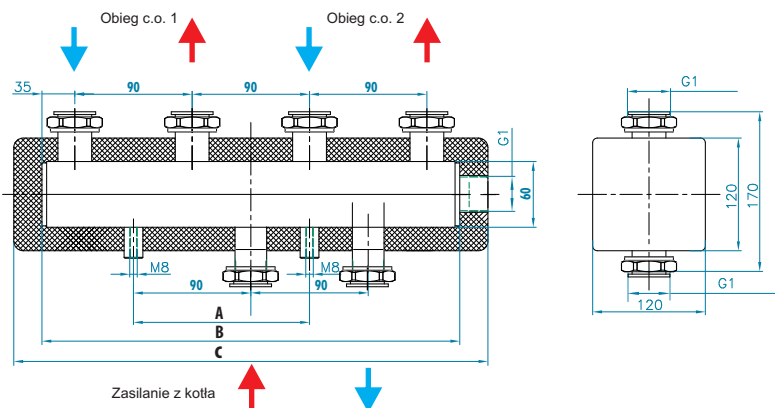 Obieg c.o. 1
Obieg c.o. 2
35
90
90
90
G1
G1
60
120
170
M8
M8
90
90
G1
120
A
B
C
Zasilanie z kotła